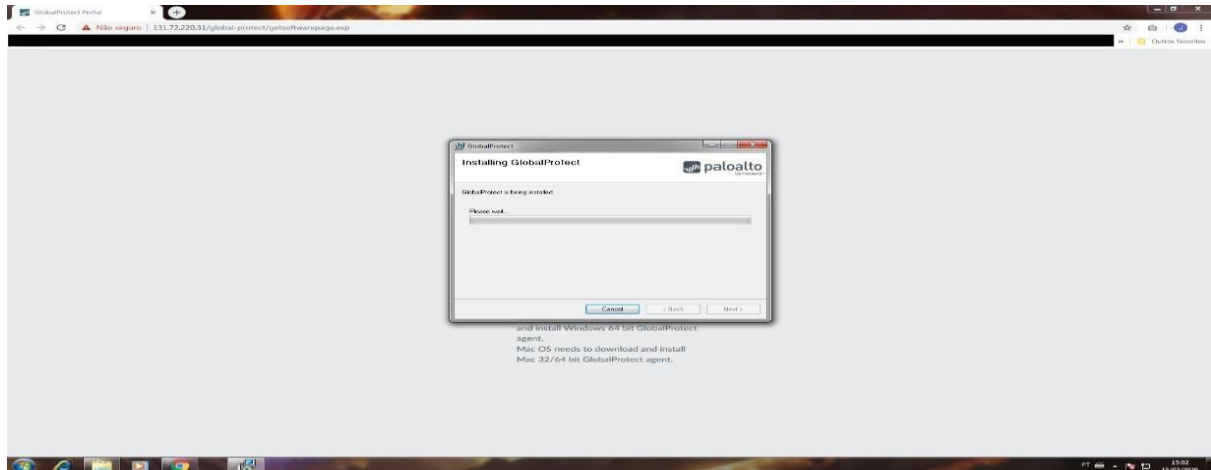 GlobalProtect Portal
Não seguro | 131.72.220.31/global-protect/getsoftwarepage.esp
Outros favoritos
GlobalProtect
Installing GlobalProtect
paloalto
NETWORKS
GlobalProtect is being installed.
Please wait...
Cancel
< Back
Next >
and install Windows 64 bit GlobalProtect
agent.
Mac OS needs to download and install
Mac 32/64 bit GlobalProtect agent.
PT
15:02